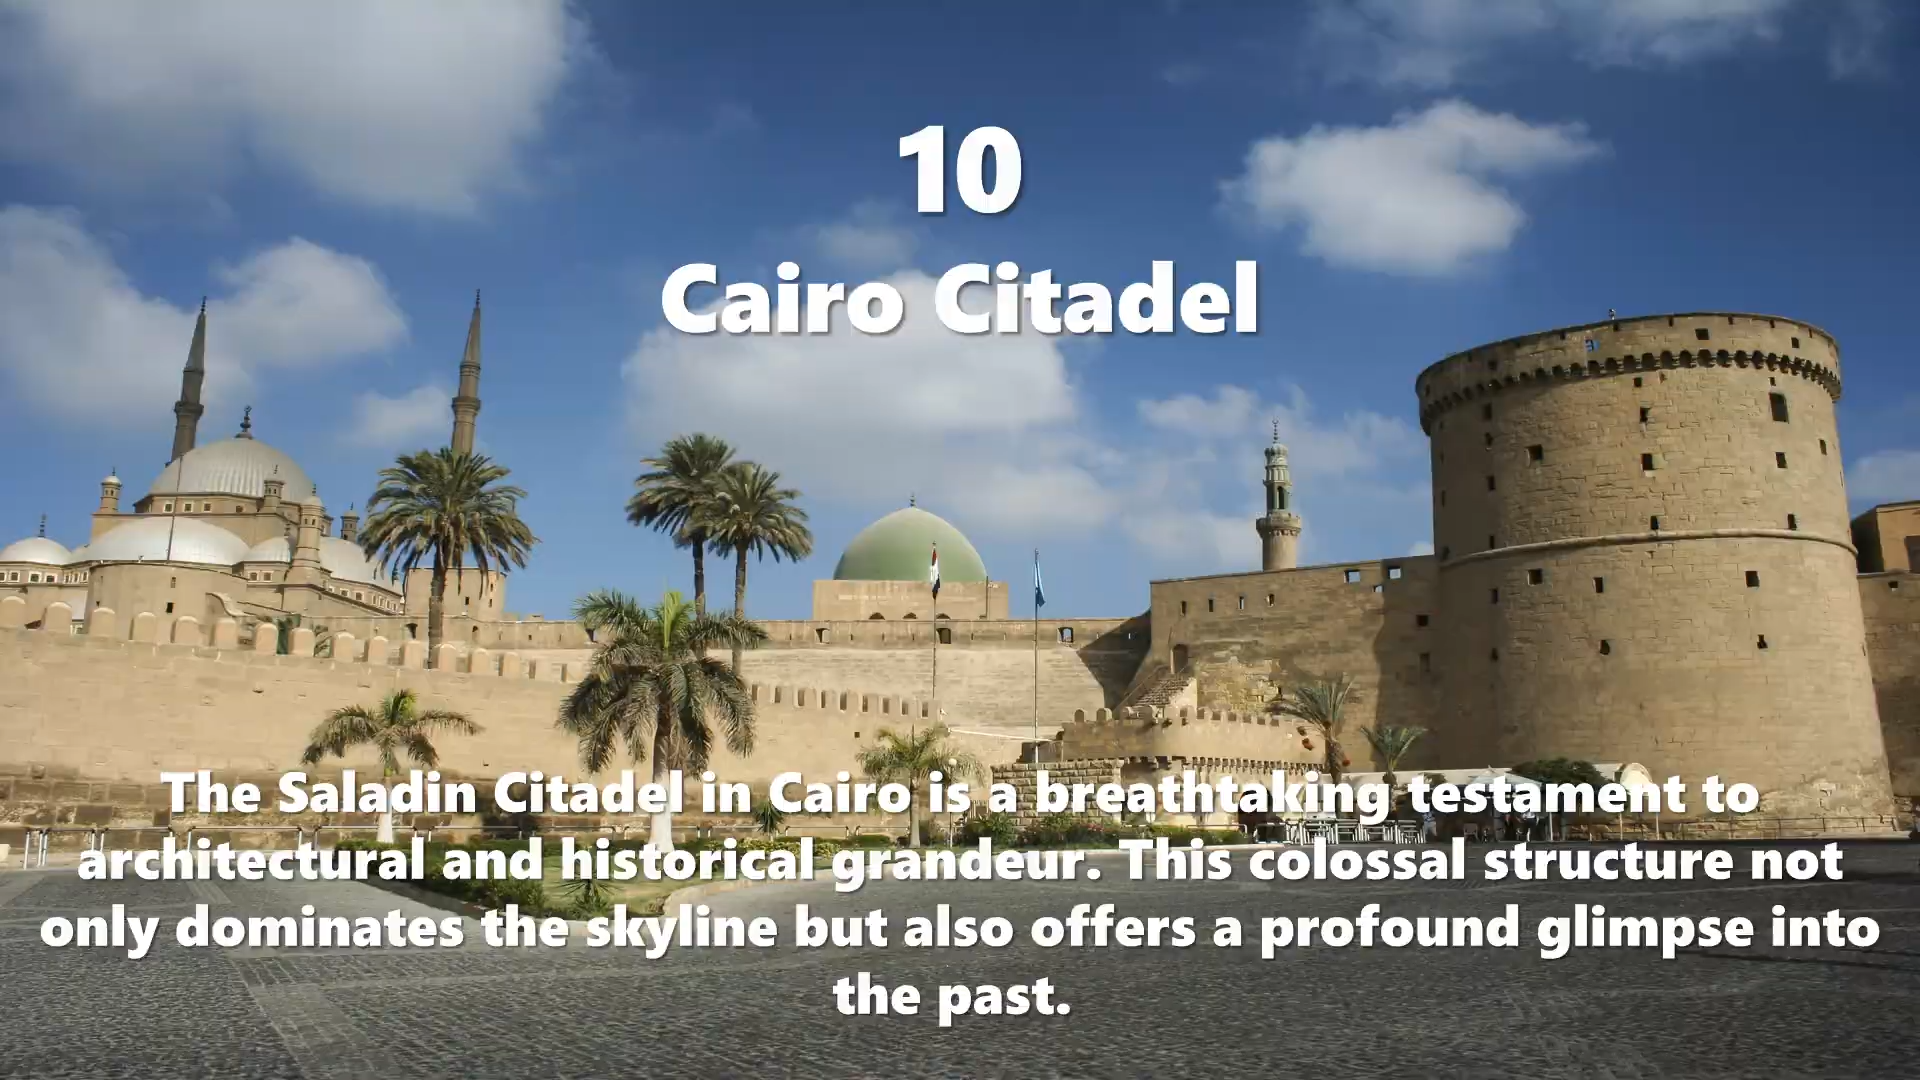 10
Cairo Citadel
The Saladin Citadel in Cairo is a breathtaking testament to
architectural and historical grandeur. This colossal structure not
only dominates the skyline but also offers a profound glimpse into
the past.